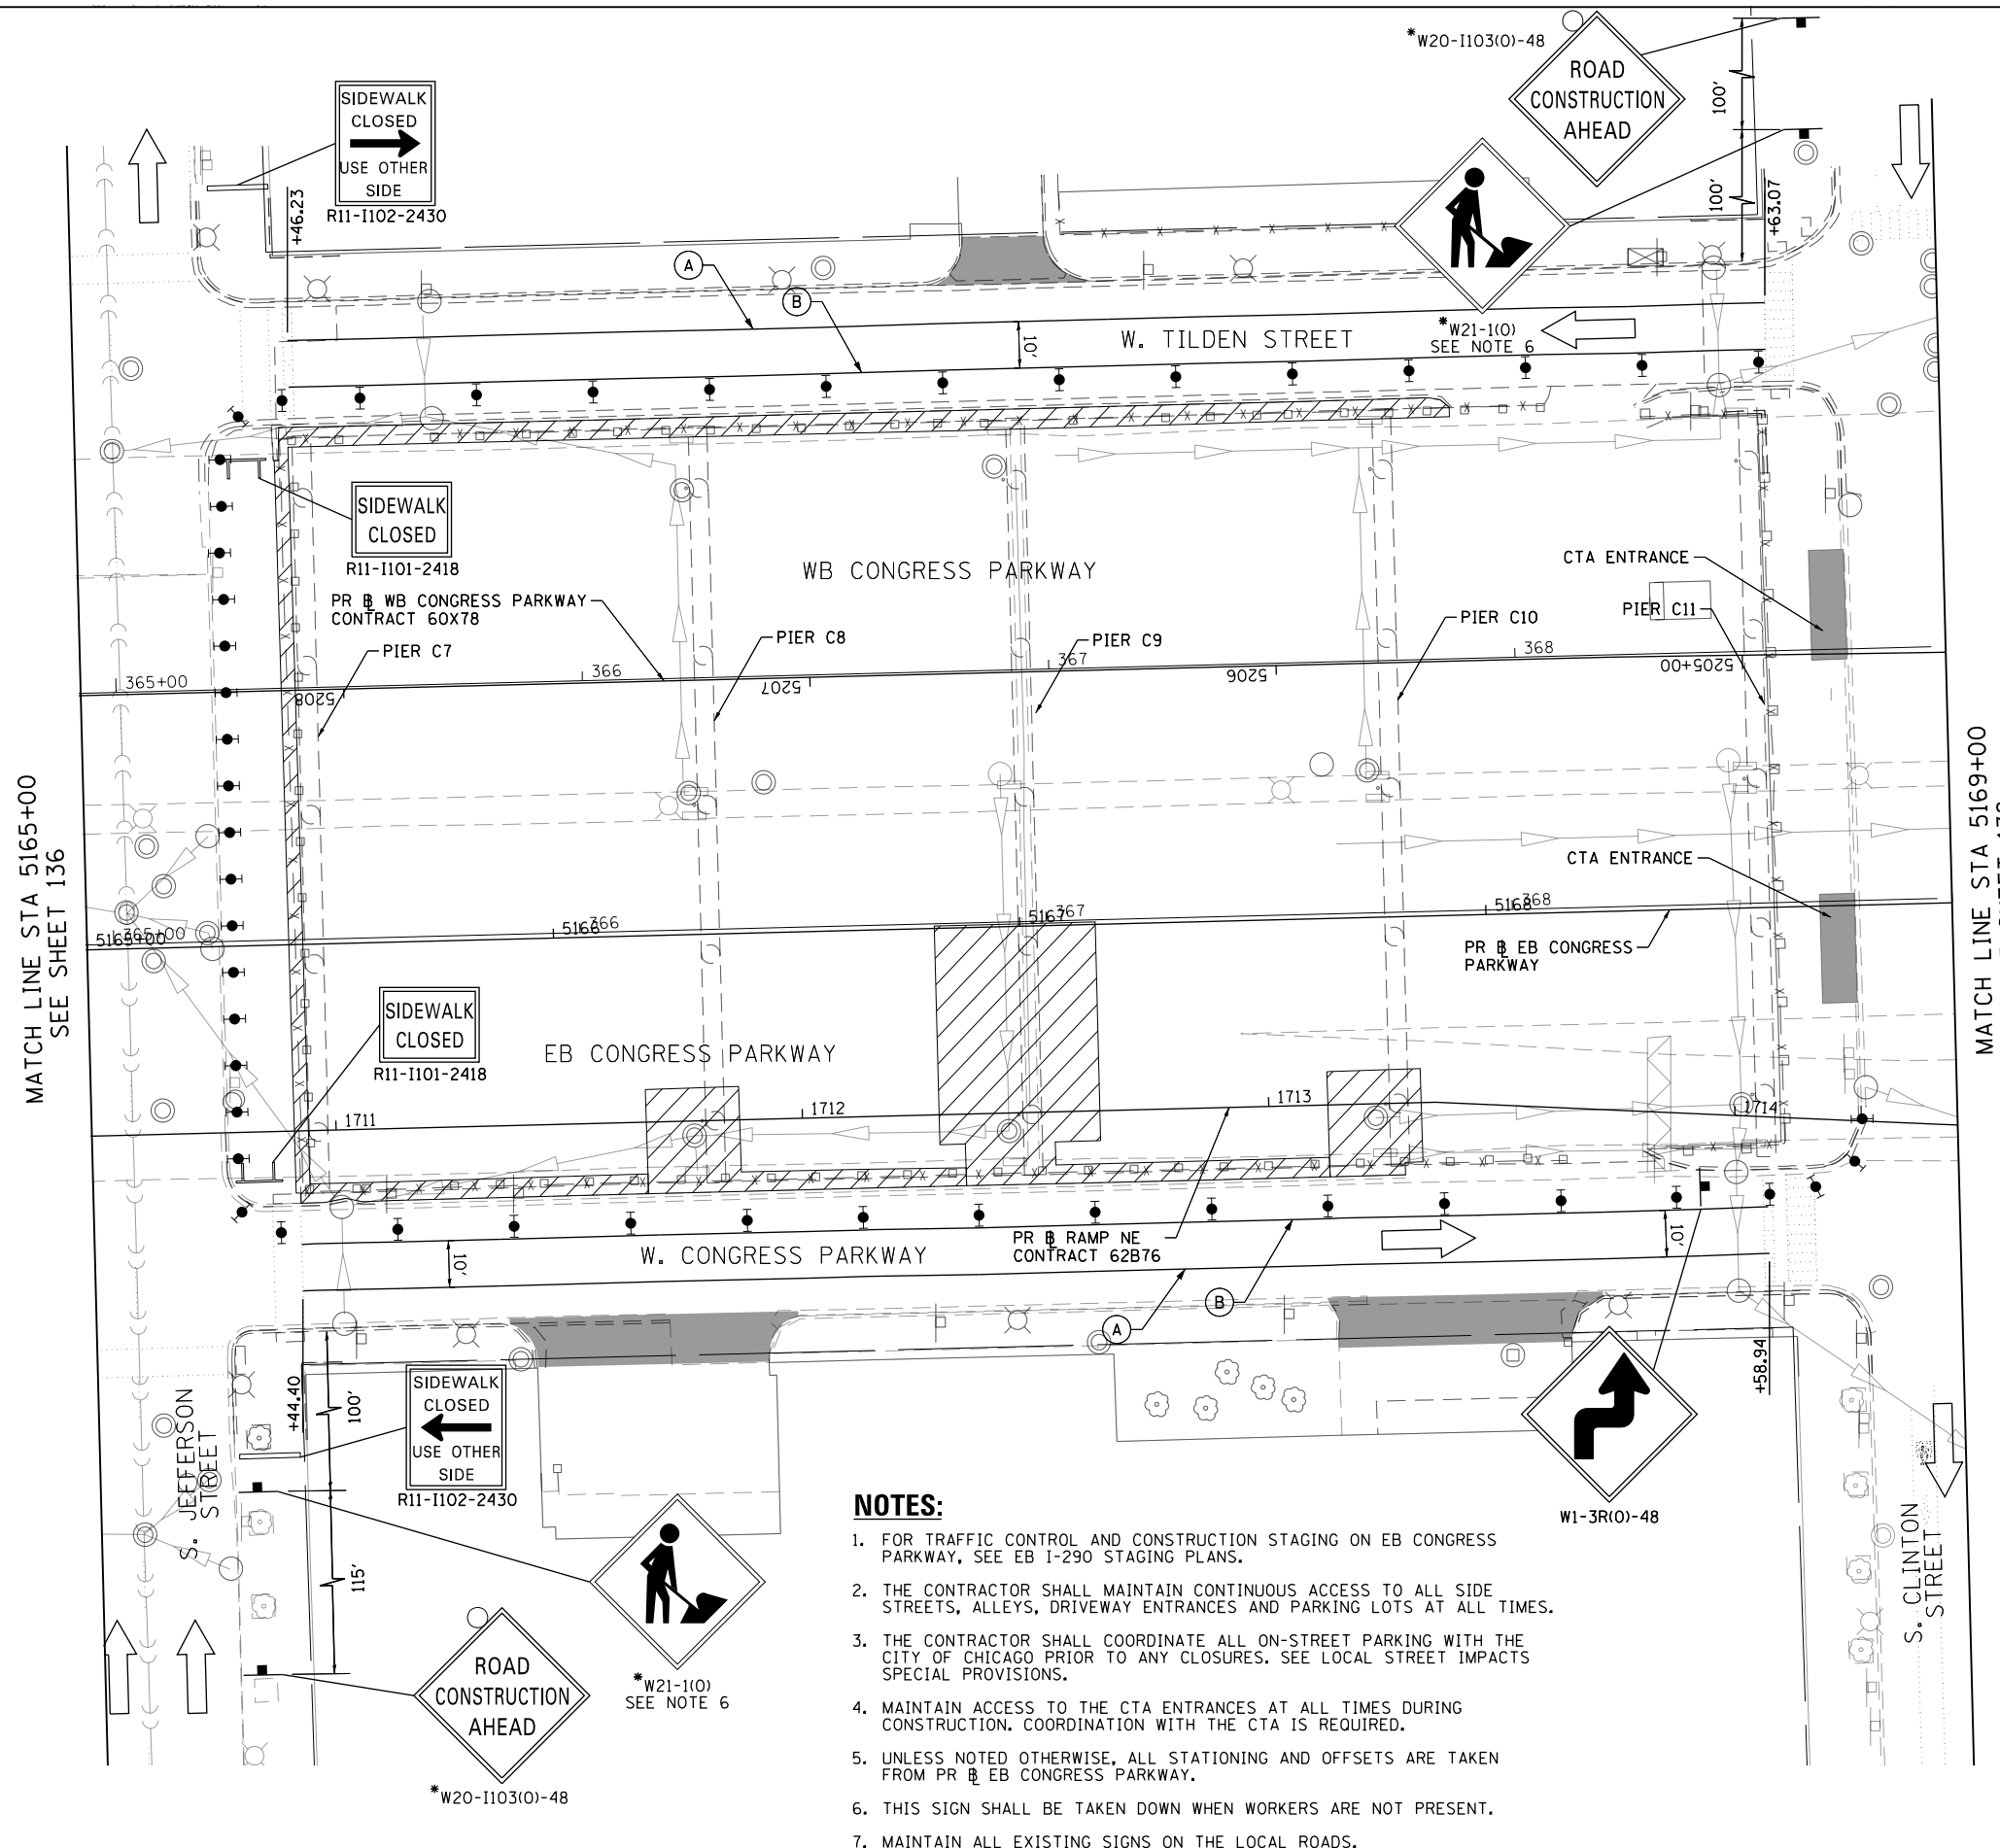 *W20-I103(O)-48
ROAD
CONSTRUCTION
AHEAD
100'
100'
+63.07
SIDEWALK
CLOSED
USE OTHER
SIDE
R11-I102-2430
+46.23
A
B
10'
W. TILDEN STREET
*W21-1(O)
SEE NOTE 6
SIDEWALK
CLOSED
R11-I101-2418
WB CONGRESS PARKWAY
CTA ENTRANCE
PR ℄ WB CONGRESS PARKWAY
CONTRACT 60X78
PIER C7
PIER C8
PIER C9
PIER C10
PIER C11
365+00
366
367
368
5208
5207
5206
5205+00
MATCH LINE STA 5165+00
SEE SHEET 136
MATCH LINE STA 5169+00
CTA ENTRANCE
5165+00
365+00
5166
366
5167
367
5168
368
PR ℄ EB CONGRESS
PARKWAY
SIDEWALK
CLOSED
R11-I101-2418
EB CONGRESS PARKWAY
1711
1712
1713
1714
PR ℄ RAMP NE
CONTRACT 62B76
W. CONGRESS PARKWAY
10'
10'
B
A
+44.40
100'
115'
+58.94
S. JEFFERSON
STREET
SIDEWALK
CLOSED
USE OTHER
SIDE
R11-I102-2430
*W21-1(O)
SEE NOTE 6
ROAD
CONSTRUCTION
AHEAD
*W20-I103(O)-48
W1-3R(O)-48
S. CLINTON
STREET
NOTES:
1. FOR TRAFFIC CONTROL AND CONSTRUCTION STAGING ON EB CONGRESS
PARKWAY, SEE EB I-290 STAGING PLANS.
2. THE CONTRACTOR SHALL MAINTAIN CONTINUOUS ACCESS TO ALL SIDE
STREETS, ALLEYS, DRIVEWAY ENTRANCES AND PARKING LOTS AT ALL TIMES.
3. THE CONTRACTOR SHALL COORDINATE ALL ON-STREET PARKING WITH THE
CITY OF CHICAGO PRIOR TO ANY CLOSURES. SEE LOCAL STREET IMPACTS
SPECIAL PROVISIONS.
4. MAINTAIN ACCESS TO THE CTA ENTRANCES AT ALL TIMES DURING
CONSTRUCTION. COORDINATION WITH THE CTA IS REQUIRED.
5. UNLESS NOTED OTHERWISE, ALL STATIONING AND OFFSETS ARE TAKEN
FROM PR ℄ EB CONGRESS PARKWAY.
6. THIS SIGN SHALL BE TAKEN DOWN WHEN WORKERS ARE NOT PRESENT.
7. MAINTAIN ALL EXISTING SIGNS ON THE LOCAL ROADS.